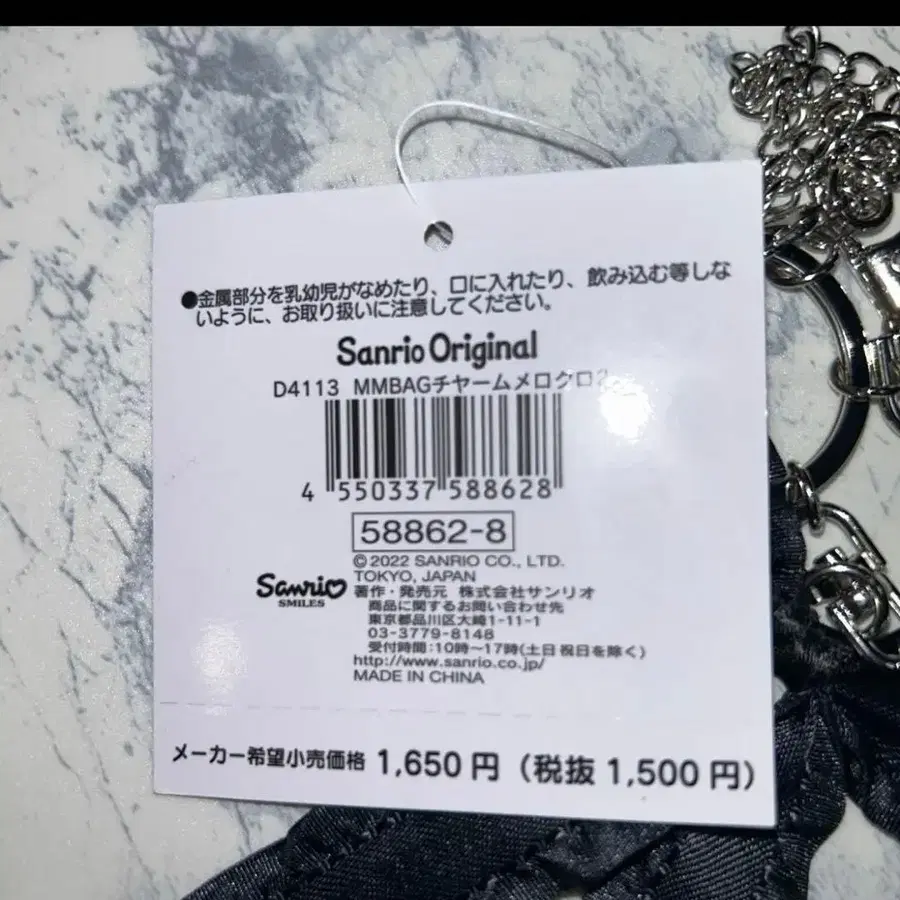 ●金属部分を乳幼児がなめたり、口に入れたり、飲み込む等しな
いように、お取り扱いに注意してください。
Sanrio Original
D4113 MMBAGチャームメロクロ2
4 550337 588628
58862-8
© 2022 SANRIO CO., LTD.
TOKYO, JAPAN
Sanrio
SMILES
著作・発売元 株式会社サンリオ
商品に関するお問い合わせ先
東京都品川区大崎1-11-1
03-3779-8148
受付時間:10時〜17時(土日祝日を除く)
http://www.sanrio.co.jp/
MADE IN CHINA
メーカー希望小売価格 1,650円(税抜1,500円)